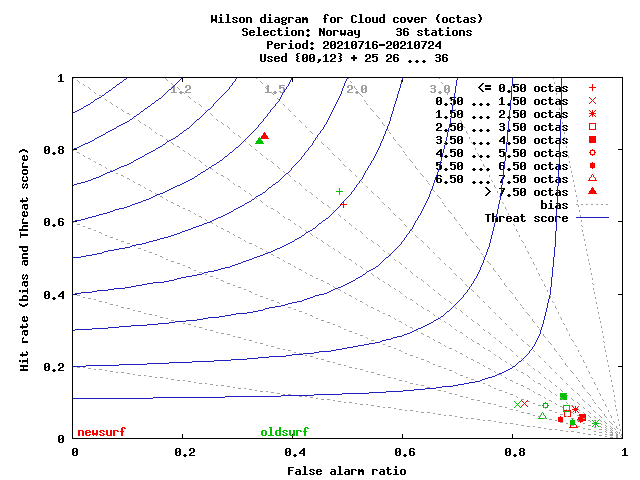 Wilson diagram  for Cloud cover (octas)
Selection: Norway     36 stations
Period: 20210716-20210724
Used {00,12} + 25 26 ... 36
1
0.8
0.6
0.4
0.2
0
Hit rate (bias and Threat score)
1.2
1.5
2.0
3.0
<= 0.50 octas
0.50 ... 1.50 octas
1.50 ... 2.50 octas
2.50 ... 3.50 octas
3.50 ... 4.50 octas
4.50 ... 5.50 octas
5.50 ... 6.50 octas
6.50 ... 7.50 octas
> 7.50 octas
bias
Threat score
newsurf
oldsurf
0
0.2
0.4
0.6
0.8
1
False alarm ratio